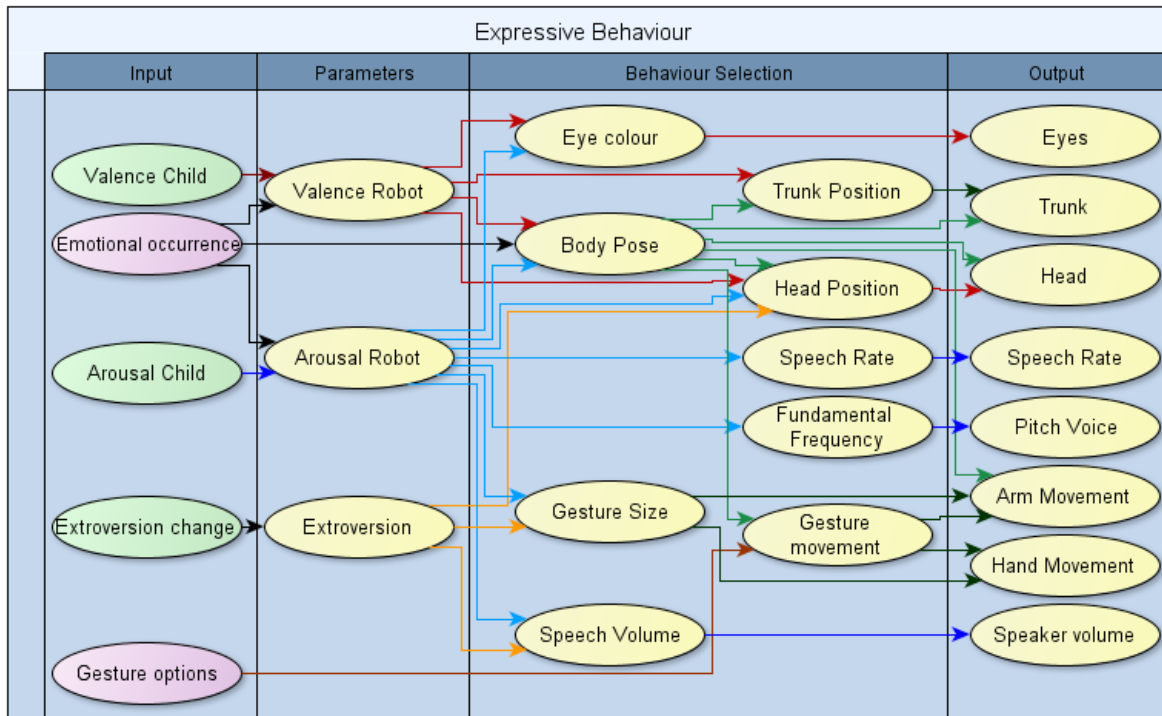 Expressive Behaviour
Input
Parameters
Behaviour Selection
Output
Valence Child
Emotional occurrence
Arousal Child
Extroversion change
Gesture options
Valence Robot
Arousal Robot
Extroversion
Eye colour
Body Pose
Gesture Size
Speech Volume
Trunk Position
Head Position
Speech Rate
Fundamental
Frequency
Gesture
movement
Eyes
Trunk
Head
Speech Rate
Pitch Voice
Arm Movement
Hand Movement
Speaker volume